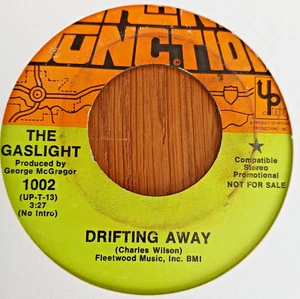 JUNCTION
UP
THE
GASLIGHT
Produced by
George McGregor
1002
(UP-T-13)
3:27
(No Intro)
Compatible
Stereo
Promotional
NOT FOR SALE
DRIFTING AWAY
(Charles Wilson)
Fleetwood Music, Inc. BMI